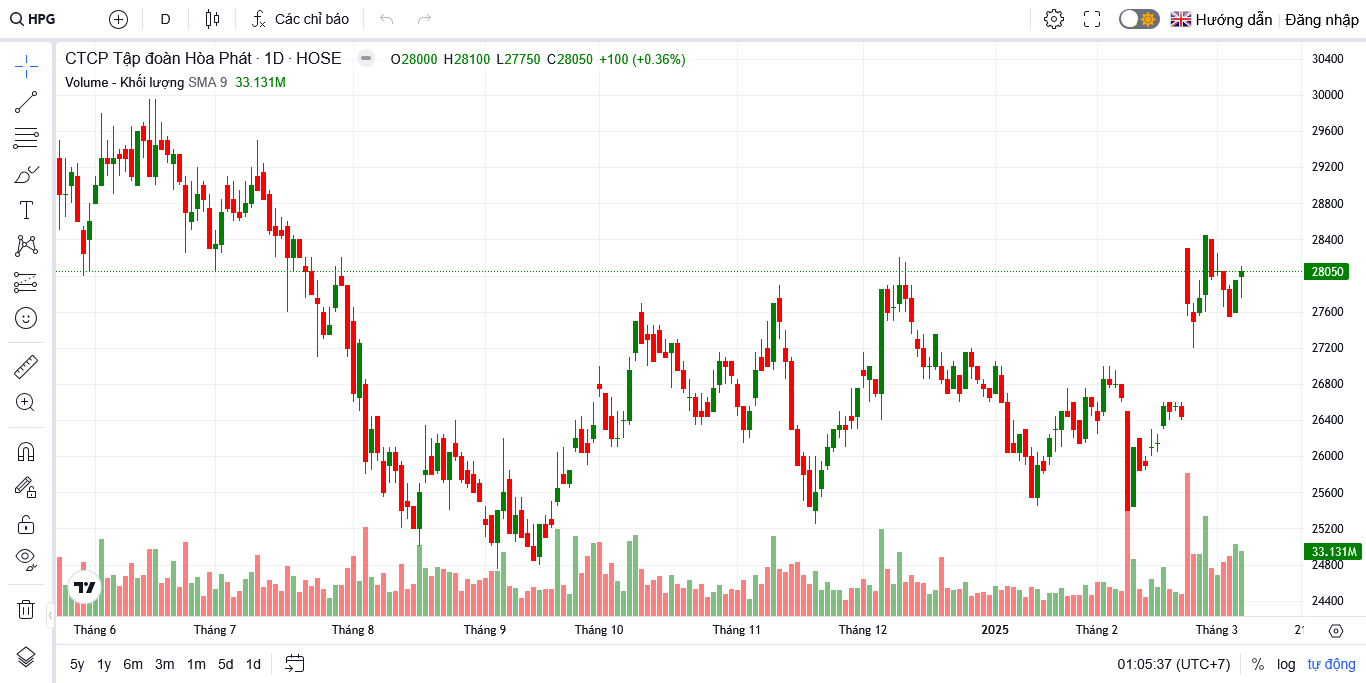 HPG D Các chỉ báo Hướng dẫn Đăng nhập
CTCP Tập đoàn Hòa Phát · 1D · HOSE O28000 H28100 L27750 C28050 +100 (+0.36%)
Volume - Khối lượng SMA 9 33.131M
30400
30000
29600
29200
28800
28400
28050
27600
27200
26800
26400
26000
25600
25200
33.131M
24800
24400
Tháng 6 Tháng 7 Tháng 8 Tháng 9 Tháng 10 Tháng 11 Tháng 12 2025 Tháng 2 Tháng 3 21
5y 1y 6m 3m 1m 5d 1d 01:05:37 (UTC+7) % log tự động